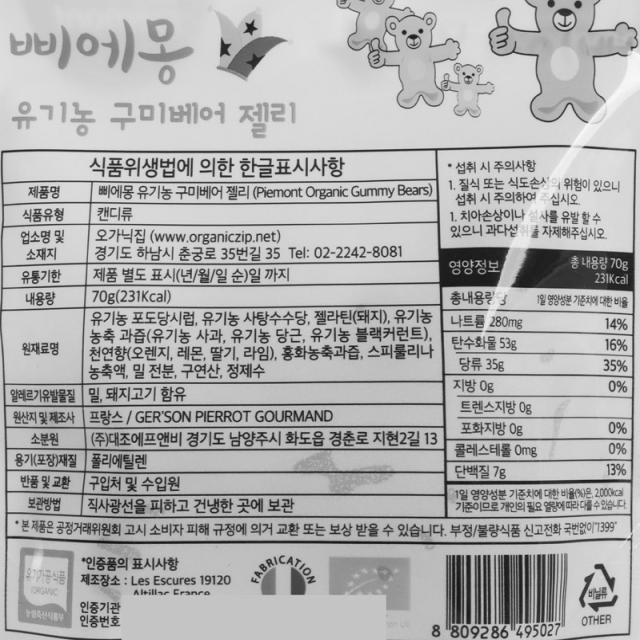 삐에몽
유기농 구미베어 젤리
식품위생법에 의한 한글표시사항
제품명 삐에몽 유기농 구미베어 젤리 (Piemont Organic Gummy Bears)
식품유형 캔디류
업소명 및 소재지 오가닉집 (www.organiczip.net)
경기도 하남시 춘궁로 35번길 35 Tel: 02-2242-8081
유통기한 제품 별도 표시(년/월/일 순)일 까지
내용량 70g(231Kcal)
원재료명 유기농 포도당시럽, 유기농 사탕수수당, 젤라틴(돼지), 유기농
농축 과즙(유기농 사과, 유기농 당근, 유기농 블랙커런트),
천연향(오렌지, 레몬, 딸기, 라임), 홍화농축과즙, 스피룰리나
농축액, 밀 전분, 구연산, 정제수
알레르기유발물질 밀, 돼지고기 함유
원산지 및 제조사 프랑스 / GER'SON PIERROT GOURMAND
소분원 (주)대조에프앤비 경기도 남양주시 화도읍 경춘로 지현2길 13
용기(포장)재질 폴리에틸렌
반품 및 교환 구입처 및 수입원
보관방법 직사광선을 피하고 건냉한 곳에 보관
* 섭취 시 주의사항
1. 질식 또는 식도손상의 위험이 있으니
섭취 시 주의하여 주십시오.
1. 치아손상이나 설사를 유발 할 수
있으니 과다섭취를 자제해주십시오.
영양정보 총 내용량 70g
231Kcal
총내용량당 1일 영양성분 기준치에 대한 비율
나트륨 280mg 14%
탄수화물 53g 16%
당류 35g 35%
지방 0g 0%
트렌스지방 0g
포화지방 0g 0%
콜레스테롤 0mg 0%
단백질 7g 13%
1일 영양성분 기준치에 대한 비율(%)은, 2,000kcal
기준이므로 개인의 필요 열량에 따라 다를 수 있습니다.
* 본 제품은 공정거래위원회 고시 소비자 피해 규정에 의거 교환 또는 보상 받을 수 있습니다. 부정/불량식품 신고전화 국번없이"1399"
유기가공식품
(ORGANIC)
농림축산식품부
*인증품의 표시사항
제조장소 : Les Escures 19120
Altillac France
인증기관
인증번호
FABRICATION
비닐류
OTHER
8 809286 495027